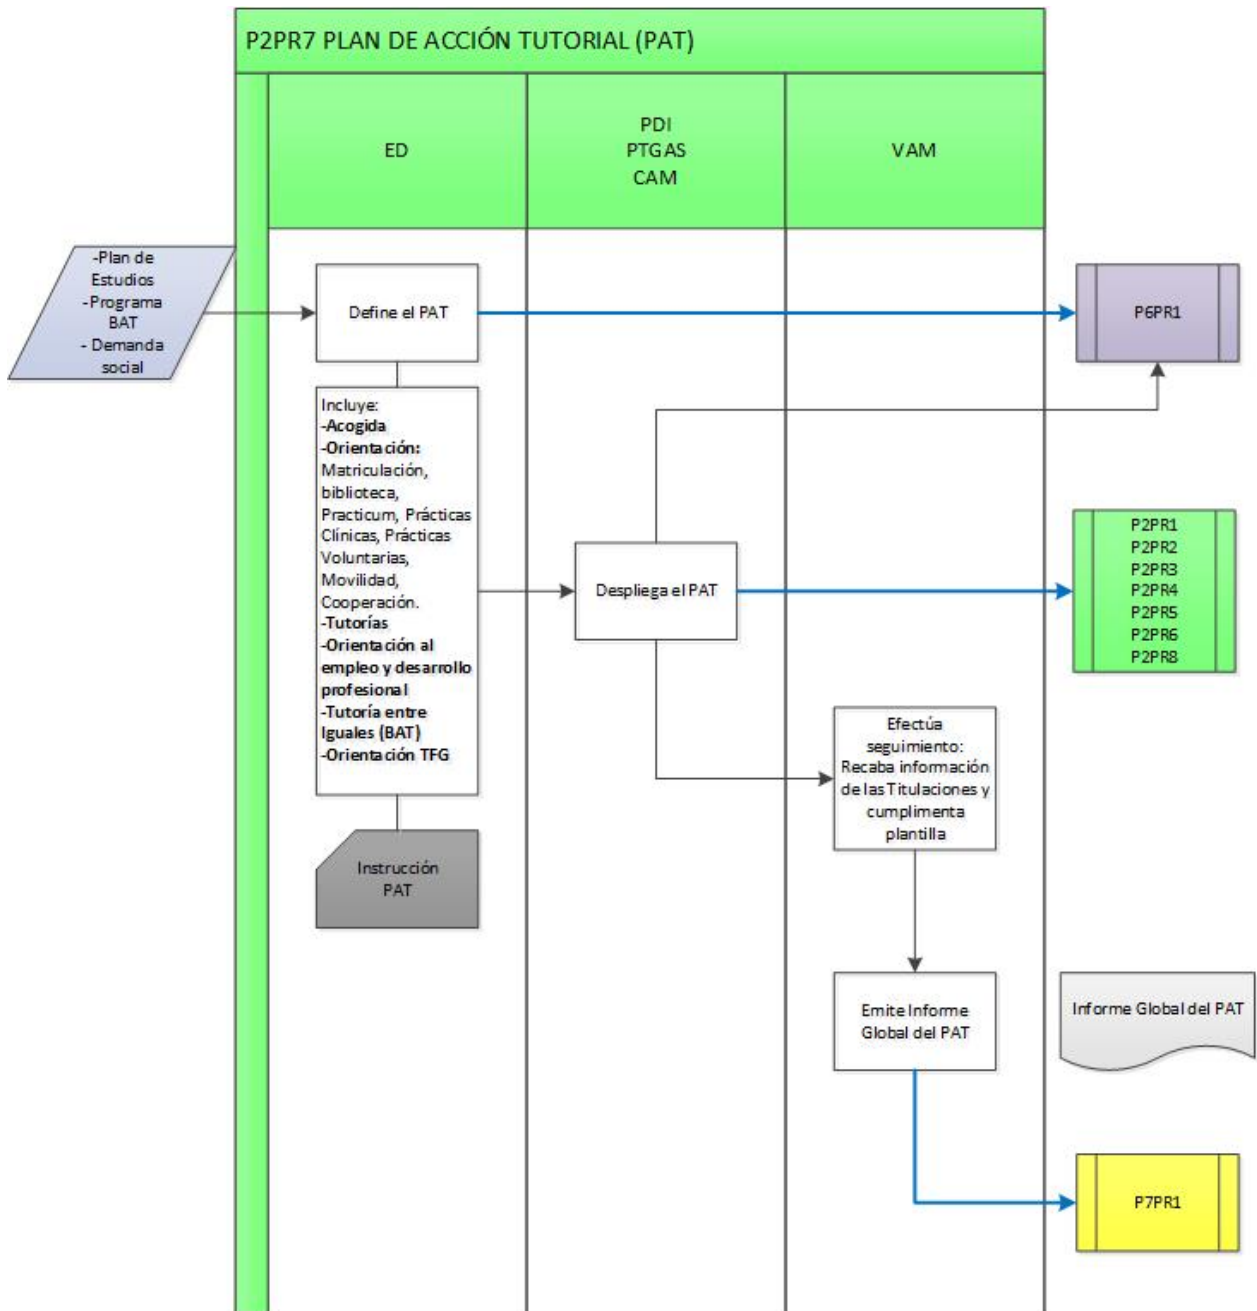 P2PR7 PLAN DE ACCIÓN TUTORIAL (PAT)
ED
PDI
PTGAS
CAM
VAM
-Plan de
Estudios
-Programa
BAT
- Demanda
social
Define el PAT
P6PR1
Incluye:
-Acogida
-Orientación:
Matriculación,
biblioteca,
Practicum, Prácticas
Clínicas, Prácticas
Voluntarias,
Movilidad,
Cooperación.
-Tutorías
-Orientación al
empleo y desarrollo
profesional
-Tutoría entre
Iguales (BAT)
-Orientación TFG
Despliega el PAT
P2PR1
P2PR2
P2PR3
P2PR4
P2PR5
P2PR6
P2PR8
Efectúa
seguimiento:
Recaba información
de las Titulaciones y
cumplimenta
plantilla
Instrucción
PAT
Emite Informe
Global del PAT
Informe Global del PAT
P7PR1